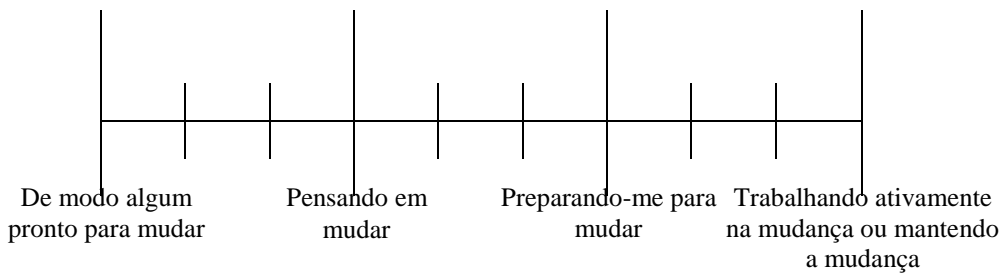 De modo algum
pronto para mudar
Pensando em
mudar
Preparando-me para
mudar
Trabalhando ativamente
na mudança ou mantendo
a mudança